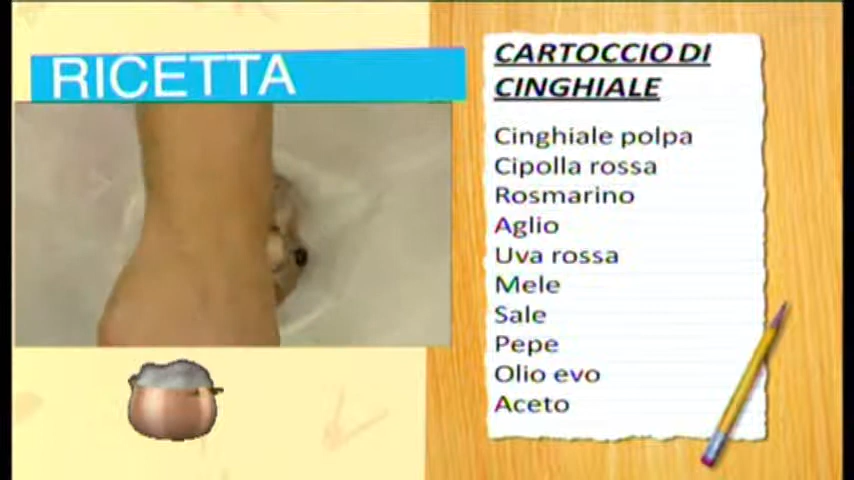 RICETTA
CARTOCCIO DI
CINGHIALE
Cinghiale polpa
Cipolla rossa
Rosmarino
Aglio
Uva rossa
Mele
Sale
Pepe
Olio evo
Aceto